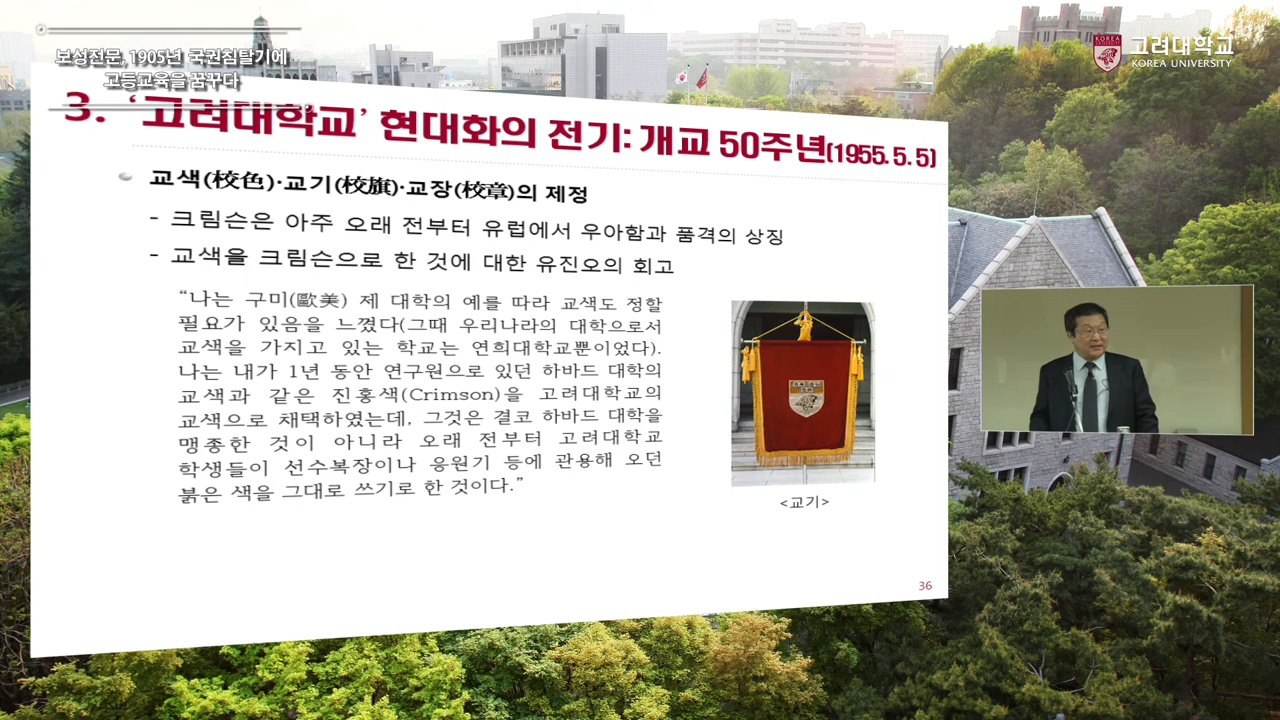 보성전문, 1905년 국권침탈기에
고등교육을 꿈꾸다
KOREA
UNIVERSITY
고려대학교
KOREA UNIVERSITY
3. ‘고려대학교’ 현대화의 전기: 개교 50주년(1955. 5. 5)
교색(校色)·교기(校旗)·교장(校章)의 제정
- 크림슨은 아주 오래 전부터 유럽에서 우아함과 품격의 상징
- 교색을 크림슨으로 한 것에 대한 유진오의 회고
“나는 구미(歐美) 제 대학의 예를 따라 교색도 정할
필요가 있음을 느꼈다(그때 우리나라의 대학으로서
교색을 가지고 있는 학교는 연희대학교뿐이었다).
나는 내가 1년 동안 연구원으로 있던 하바드 대학의
교색과 같은 진홍색(Crimson)을 고려대학교의
교색으로 채택하였는데, 그것은 결코 하바드 대학을
맹종한 것이 아니라 오래 전부터 고려대학교
학생들이 선수복장이나 응원기 등에 관용해 오던
붉은 색을 그대로 쓰기로 한 것이다.”
<교기>
36